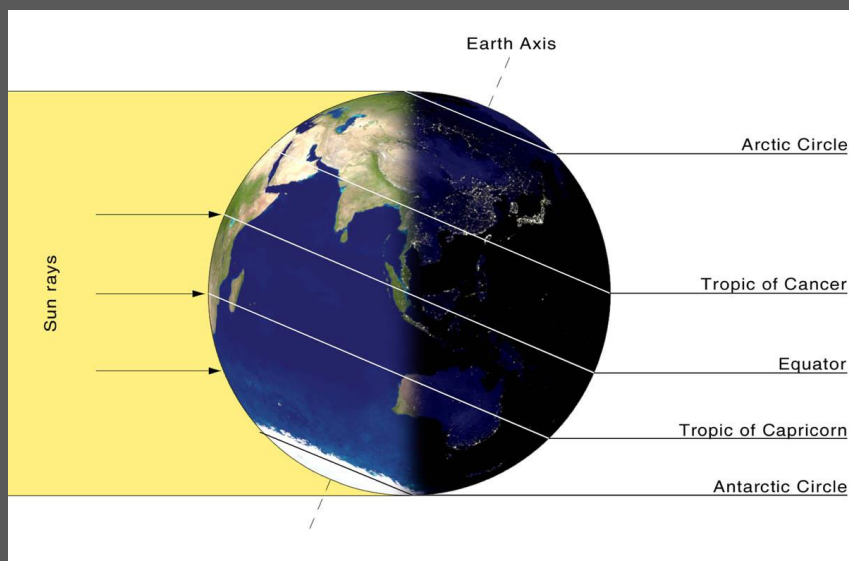 Earth Axis
Arctic Circle
Sun rays
Tropic of Cancer
Equator
Tropic of Capricorn
Antarctic Circle